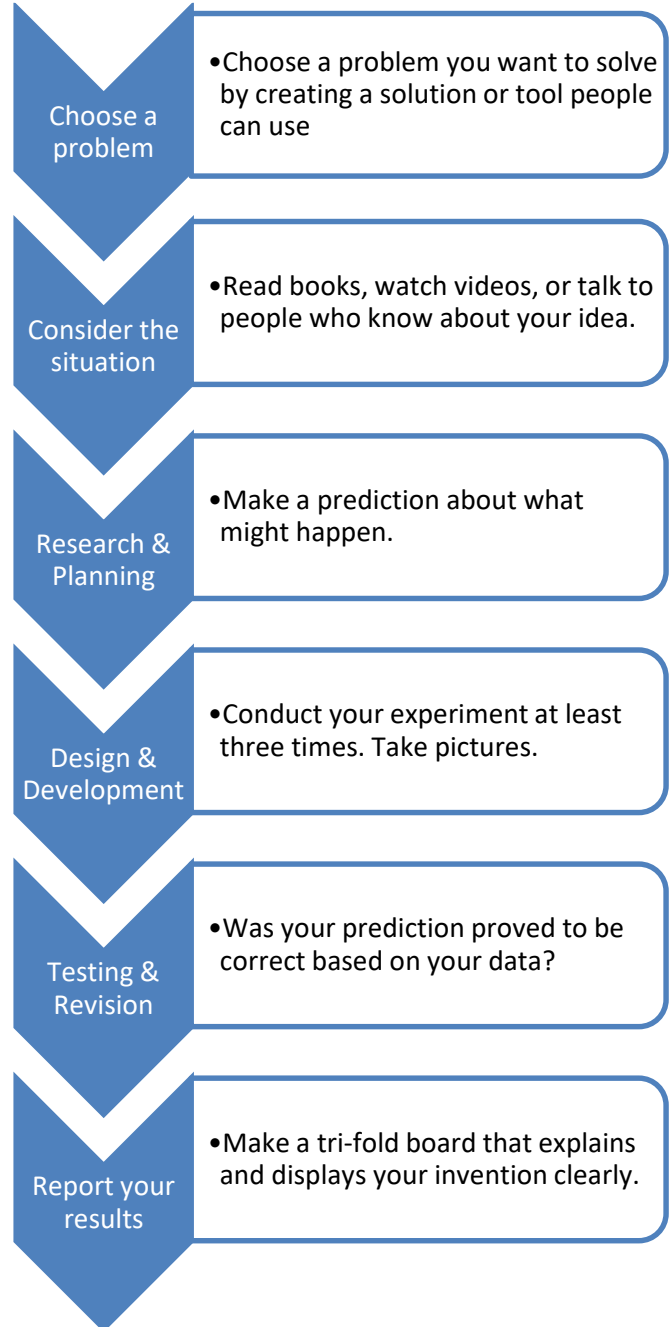 Choose a
problem
•Choose a problem you want to solve
by creating a solution or tool people
can use
Consider the
situation
•Read books, watch videos, or talk to
people who know about your idea.
Research &
Planning
•Make a prediction about what
might happen.
Design &
Development
•Conduct your experiment at least
three times. Take pictures.
Testing &
Revision
•Was your prediction proved to be
correct based on your data?
Report your
results
•Make a tri-fold board that explains
and displays your invention clearly.